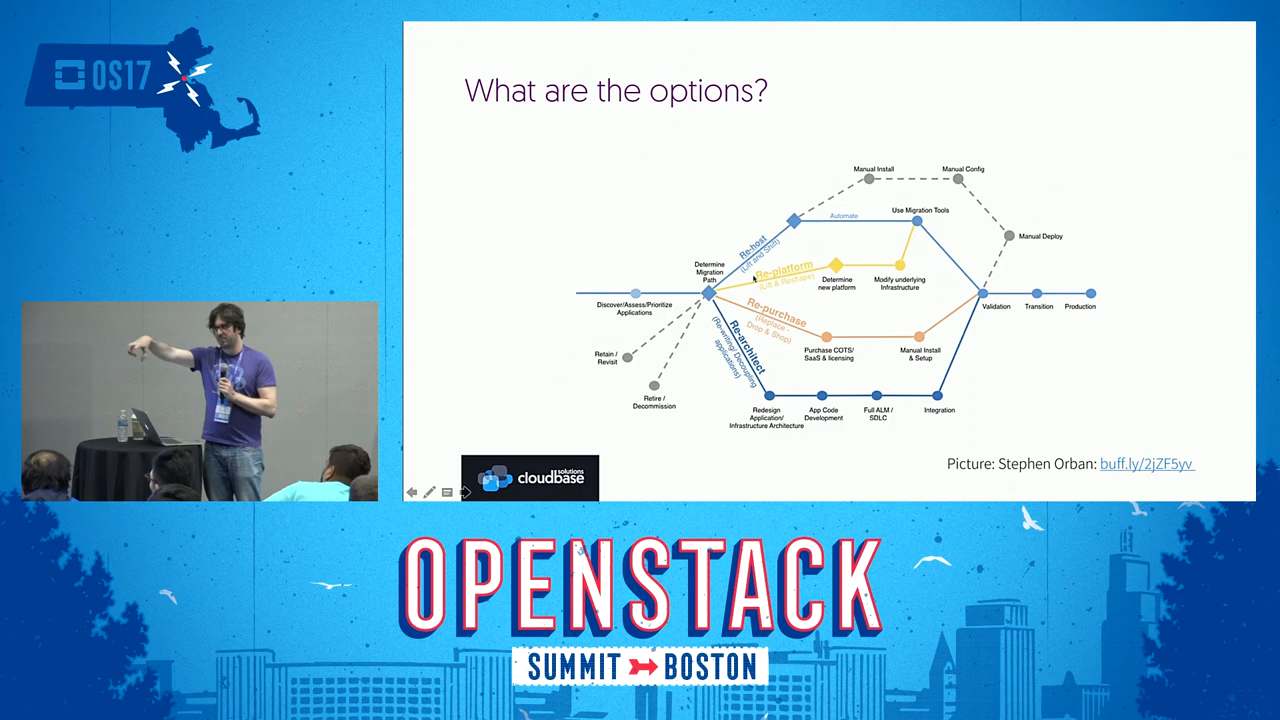 OS17
What are the options?
Manual Install
Manual Config
Automate
Use Migration Tools
Manual Deploy
Re-host
(Lift and Shift)
Determine
Migration
Path
Re-platform
(Lift & Reshape)
Determine
new platform
Modify underlying
Infrastructure
Discover/Assess/Prioritize
Applications
Validation
Transition
Production
Re-purchase
(Replace -
Drop & Shop)
Purchase COTS/
SaaS & licensing
Manual Install
& Setup
Re-architect
(Re-writing/ Decoupling
applications)
Retain /
Revisit
Retire /
Decommission
Redesign
Application/
Infrastructure Architecture
App Code
Development
Full ALM /
SDLC
Integration
Picture: Stephen Orban: buff.ly/2jZF5yv
cloudbase
solutions
OPENSTACK
SUMMIT BOSTON